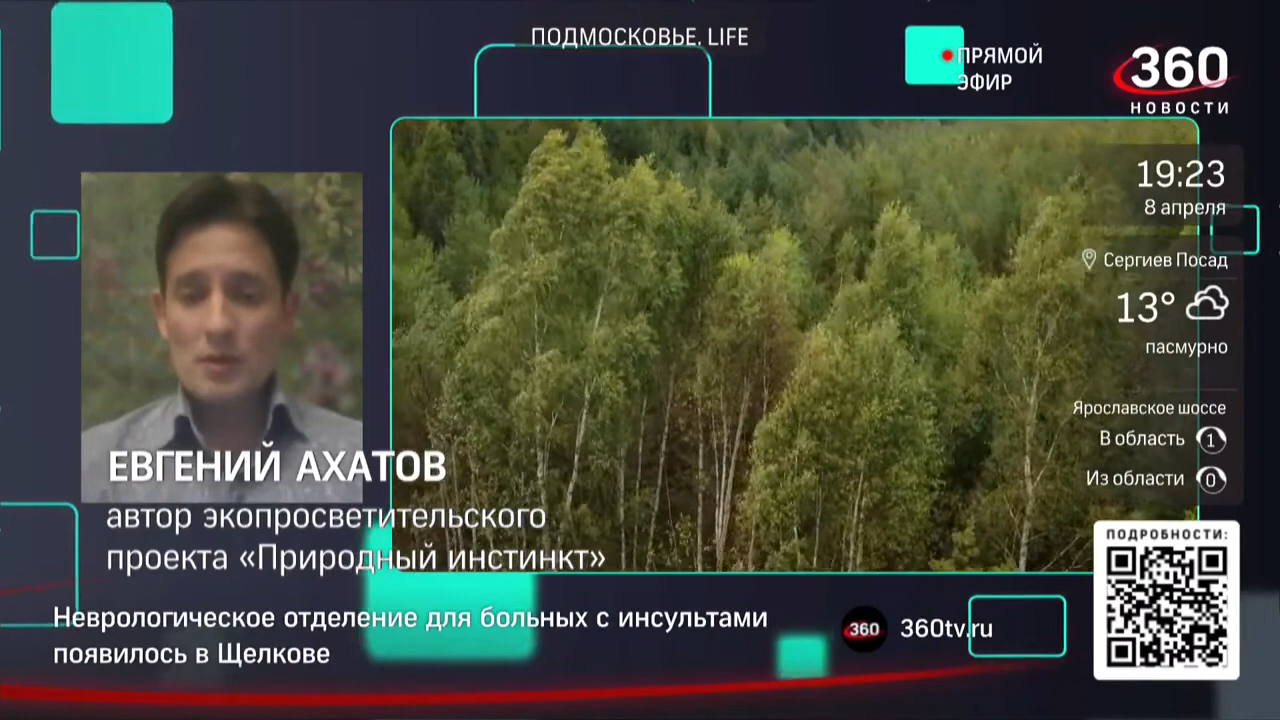 ПОДМОСКОВЬЕ. LIFE
ПРЯМОЙ
ЭФИР
360
НОВОСТИ
19:23
8 апреля
Сергиев Посад
13°
пасмурно
Ярославское шоссе
В область 1
Из области 0
ЕВГЕНИЙ АХАТОВ
автор экопросветительского
проекта «Природный инстинкт»
ПОДРОБНОСТИ:
Неврологическое отделение для больных с инсультами
появилось в Щелкове
360 360tv.ru